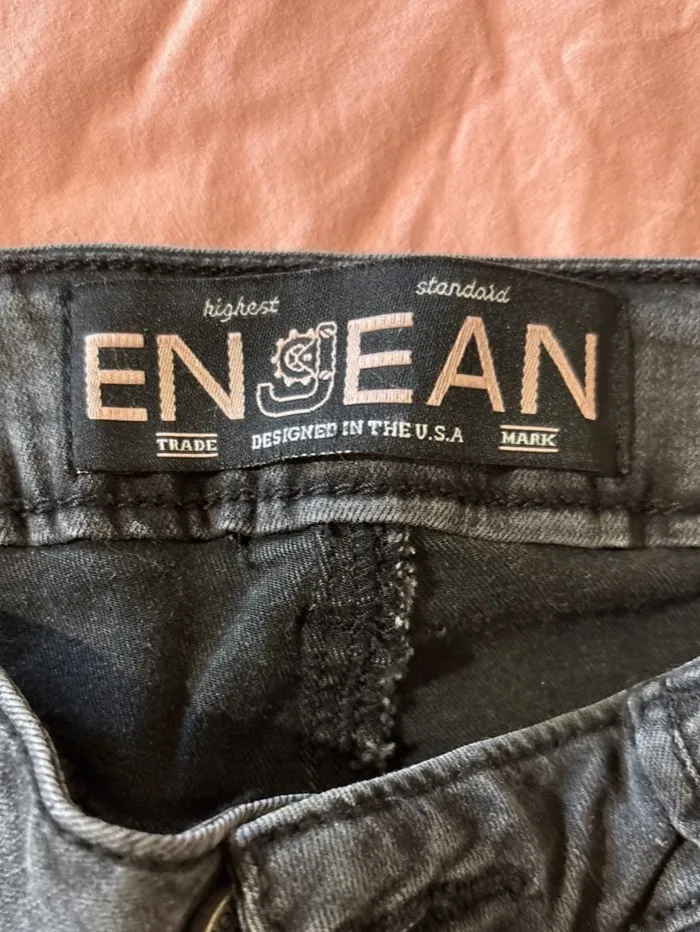 highest standard
ENJEAN
TRADE DESIGNED IN THE U.S.A MARK